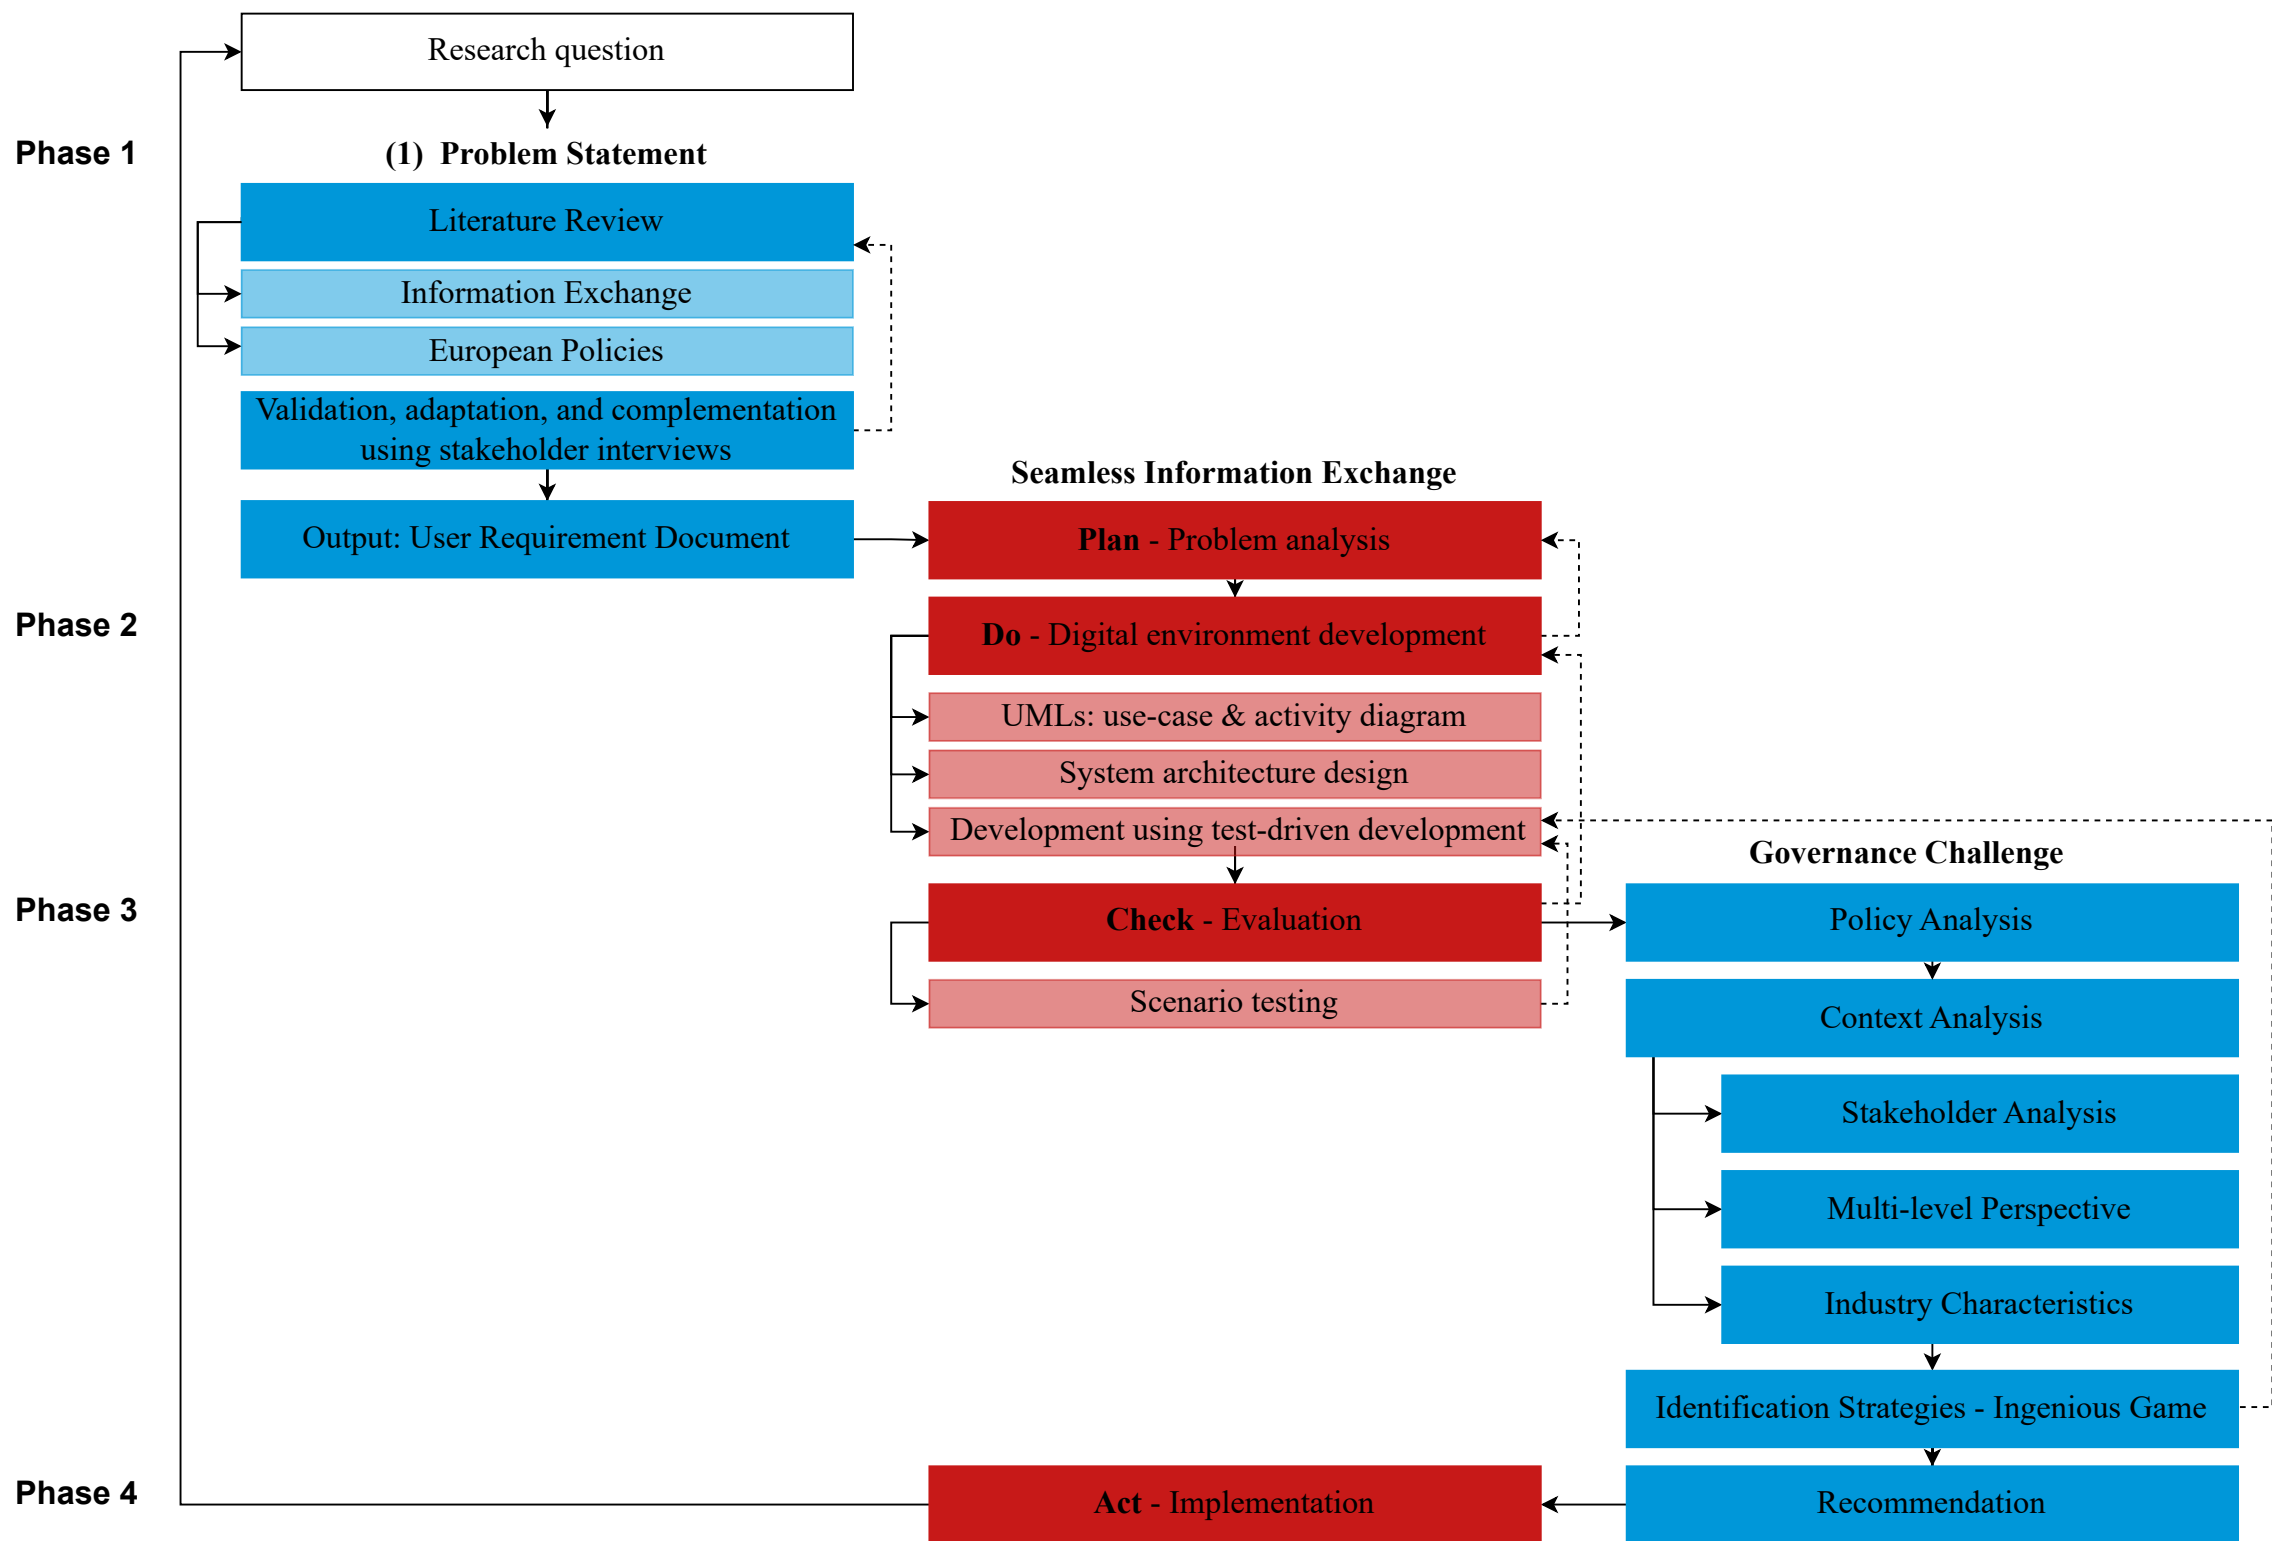 Research question
Phase 1
(1) Problem Statement
Literature Review
Information Exchange
European Policies
Validation, adaptation, and complementation
using stakeholder interviews
Output: User Requirement Document
Seamless Information Exchange
Plan - Problem analysis
Phase 2
Do - Digital environment development
UMLs: use-case & activity diagram
System architecture design
Development using test-driven development
Phase 3
Check - Evaluation
Scenario testing
Governance Challenge
Policy Analysis
Context Analysis
Stakeholder Analysis
Multi-level Perspective
Industry Characteristics
Identification Strategies - Ingenious Game
Phase 4
Act - Implementation
Recommendation